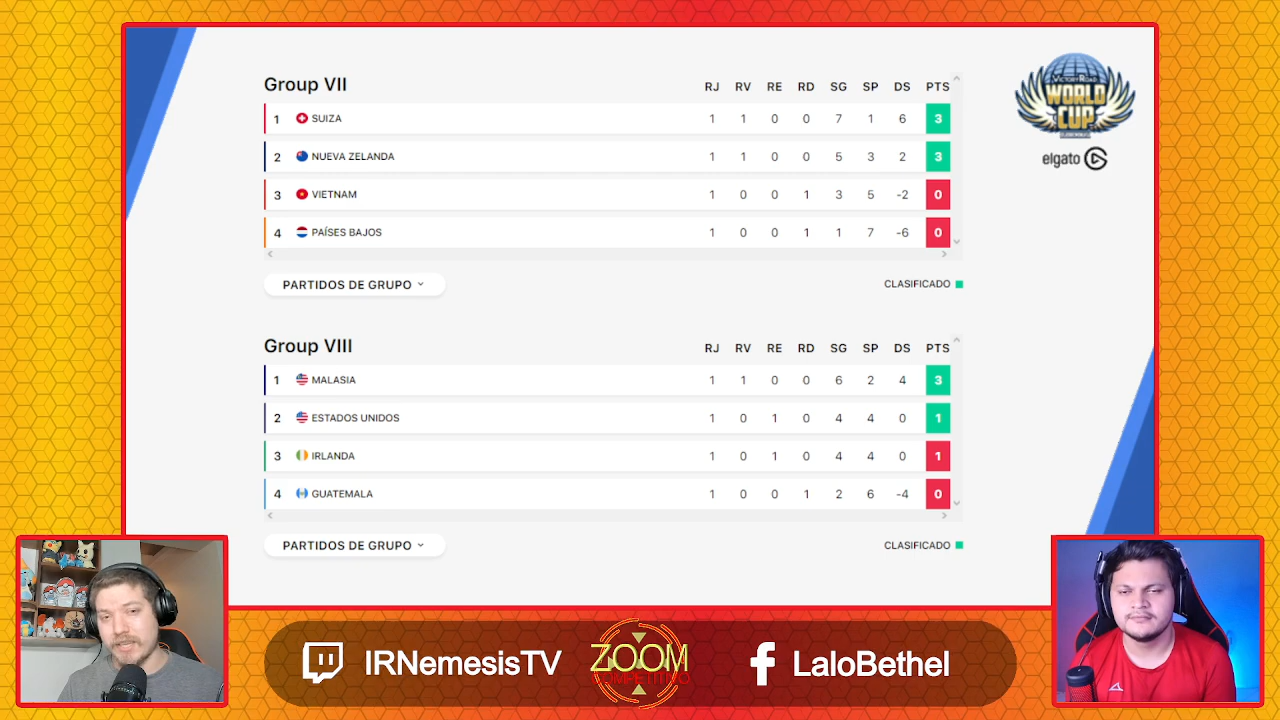 Group VII RJ RV RE RD SG SP DS PTS
1 SUIZA 1 1 0 0 7 1 6 3
2 NUEVA ZELANDA 1 1 0 0 5 3 2 3
3 VIETNAM 1 0 0 1 3 5 -2 0
4 PAÍSES BAJOS 1 0 0 1 1 7 -6 0
PARTIDOS DE GRUPO CLASIFICADO
Group VIII RJ RV RE RD SG SP DS PTS
1 MALASIA 1 1 0 0 6 2 4 3
2 ESTADOS UNIDOS 1 0 1 0 4 4 0 1
3 IRLANDA 1 0 1 0 4 4 0 1
4 GUATEMALA 1 0 0 1 2 6 -4 0
PARTIDOS DE GRUPO CLASIFICADO
VICTORY ROAD
WORLD
CUP
elgato
IRNemesisTV
ZOOM
COMPETITIVO
LaloBethel